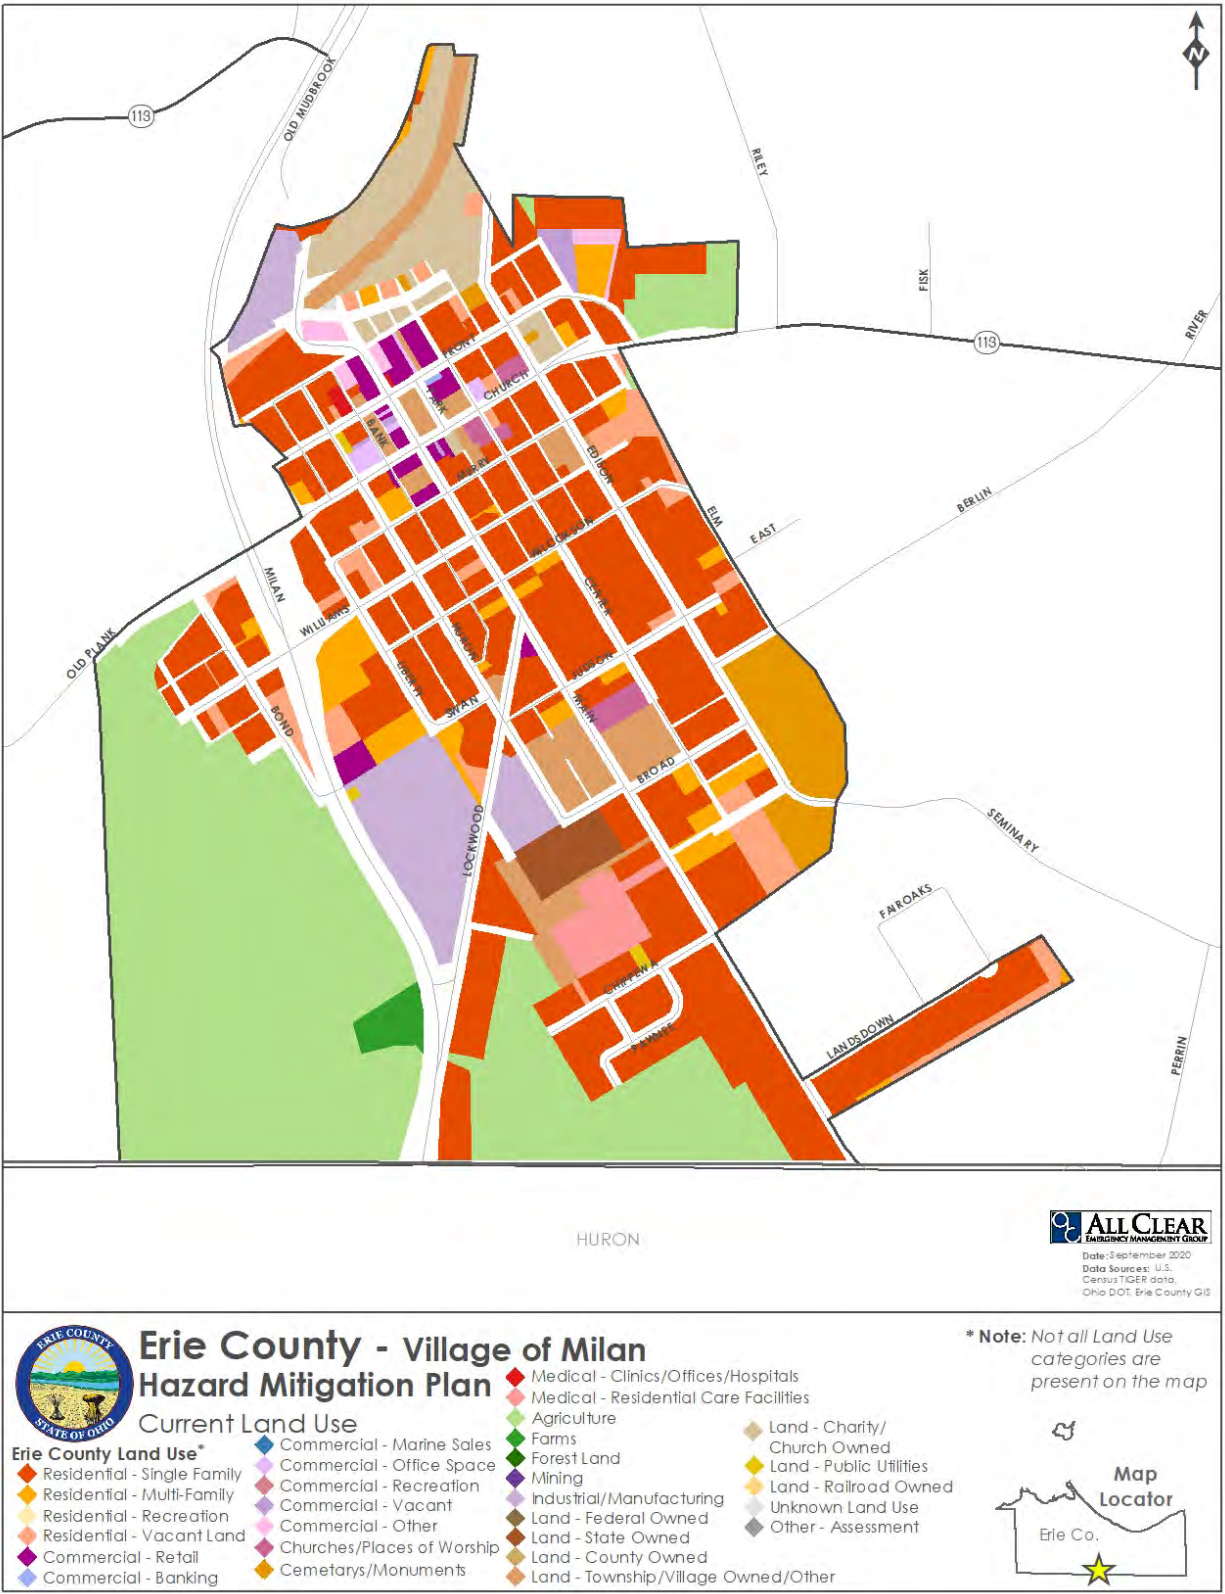 N
113
OLD MUDBROOK
RILEY
FISK
RIVER
113
FRONT
CHURCH
PARK
BANK
MERRY
EDISON
ELM
EAST
BERLIN
CENTER
MILAN
WILLIAMS
OLD PLANK
HURON
LIBERTY
JUDSON
SWAN
MAIN
BOND
BROAD
LOCKWOOD
SEMINARY
FAIROAKS
CHIPPEWA
PAWNEE
LANDSDOWN
PERRIN
HURON
ALL CLEAR
EMERGENCY MANAGEMENT GROUP
Date: September 2020
Data Sources: U.S.
Census TIGER data,
Ohio DOT, Erie County GIS
ERIE COUNTY
STATE OF OHIO
Erie County - Village of Milan
Hazard Mitigation Plan
Current Land Use
Erie County Land Use*
Residential - Single Family
Residential - Multi-Family
Residential - Recreation
Residential - Vacant Land
Commercial - Retail
Commercial - Banking
Commercial - Marine Sales
Commercial - Office Space
Commercial - Recreation
Commercial - Vacant
Commercial - Other
Churches/Places of Worship
Cemetarys/Monuments
Medical - Clinics/Offices/Hospitals
Medical - Residential Care Facilities
Agriculture
Farms
Forest Land
Mining
Industrial/Manufacturing
Land - Federal Owned
Land - State Owned
Land - County Owned
Land - Township/Village Owned/Other
Land - Charity/
Church Owned
Land - Public Utilities
Land - Railroad Owned
Unknown Land Use
Other - Assessment
* Note: Not all Land Use
categories are
present on the map
Map
Locator
Erie Co.